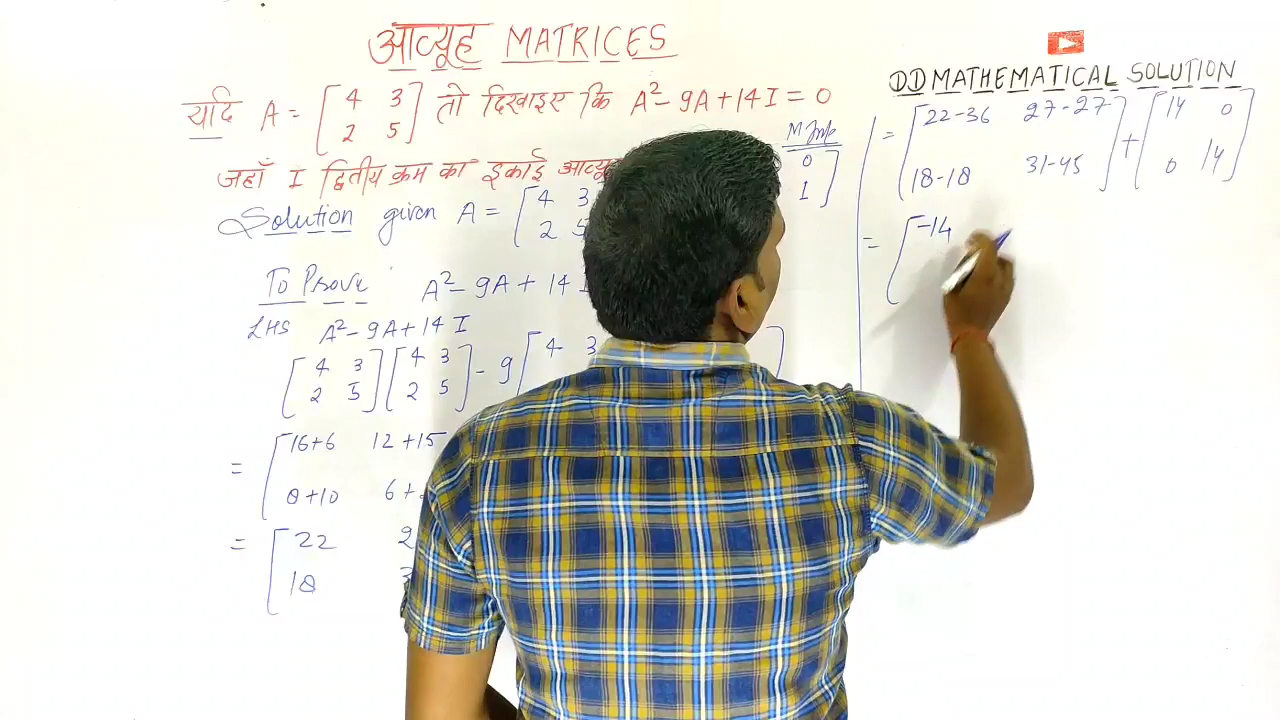 आव्यूह MATRICES
DD MATHEMATICAL SOLUTION
यदि A = [ 4 3
2 5 ] तो दिखाइए कि A² - 9A + 14 I = 0
जहाँ I द्वितीय क्रम का इकाई आव्यूह
Solution given A = [ 4 3
2 5
0
1 ]
To Prove A² - 9A + 14 I
LHS A² - 9A + 14 I
[ 4 3 ] [ 4 3 ] - 9 [ 4 3
2 5 2 5
= [ 16+6 12+15
8+10 6+
= [ 22 2
18 3
= [ 22-36 27-27 ] + [ 14 0 ]
18-18 31-45 0 14
= [ -14